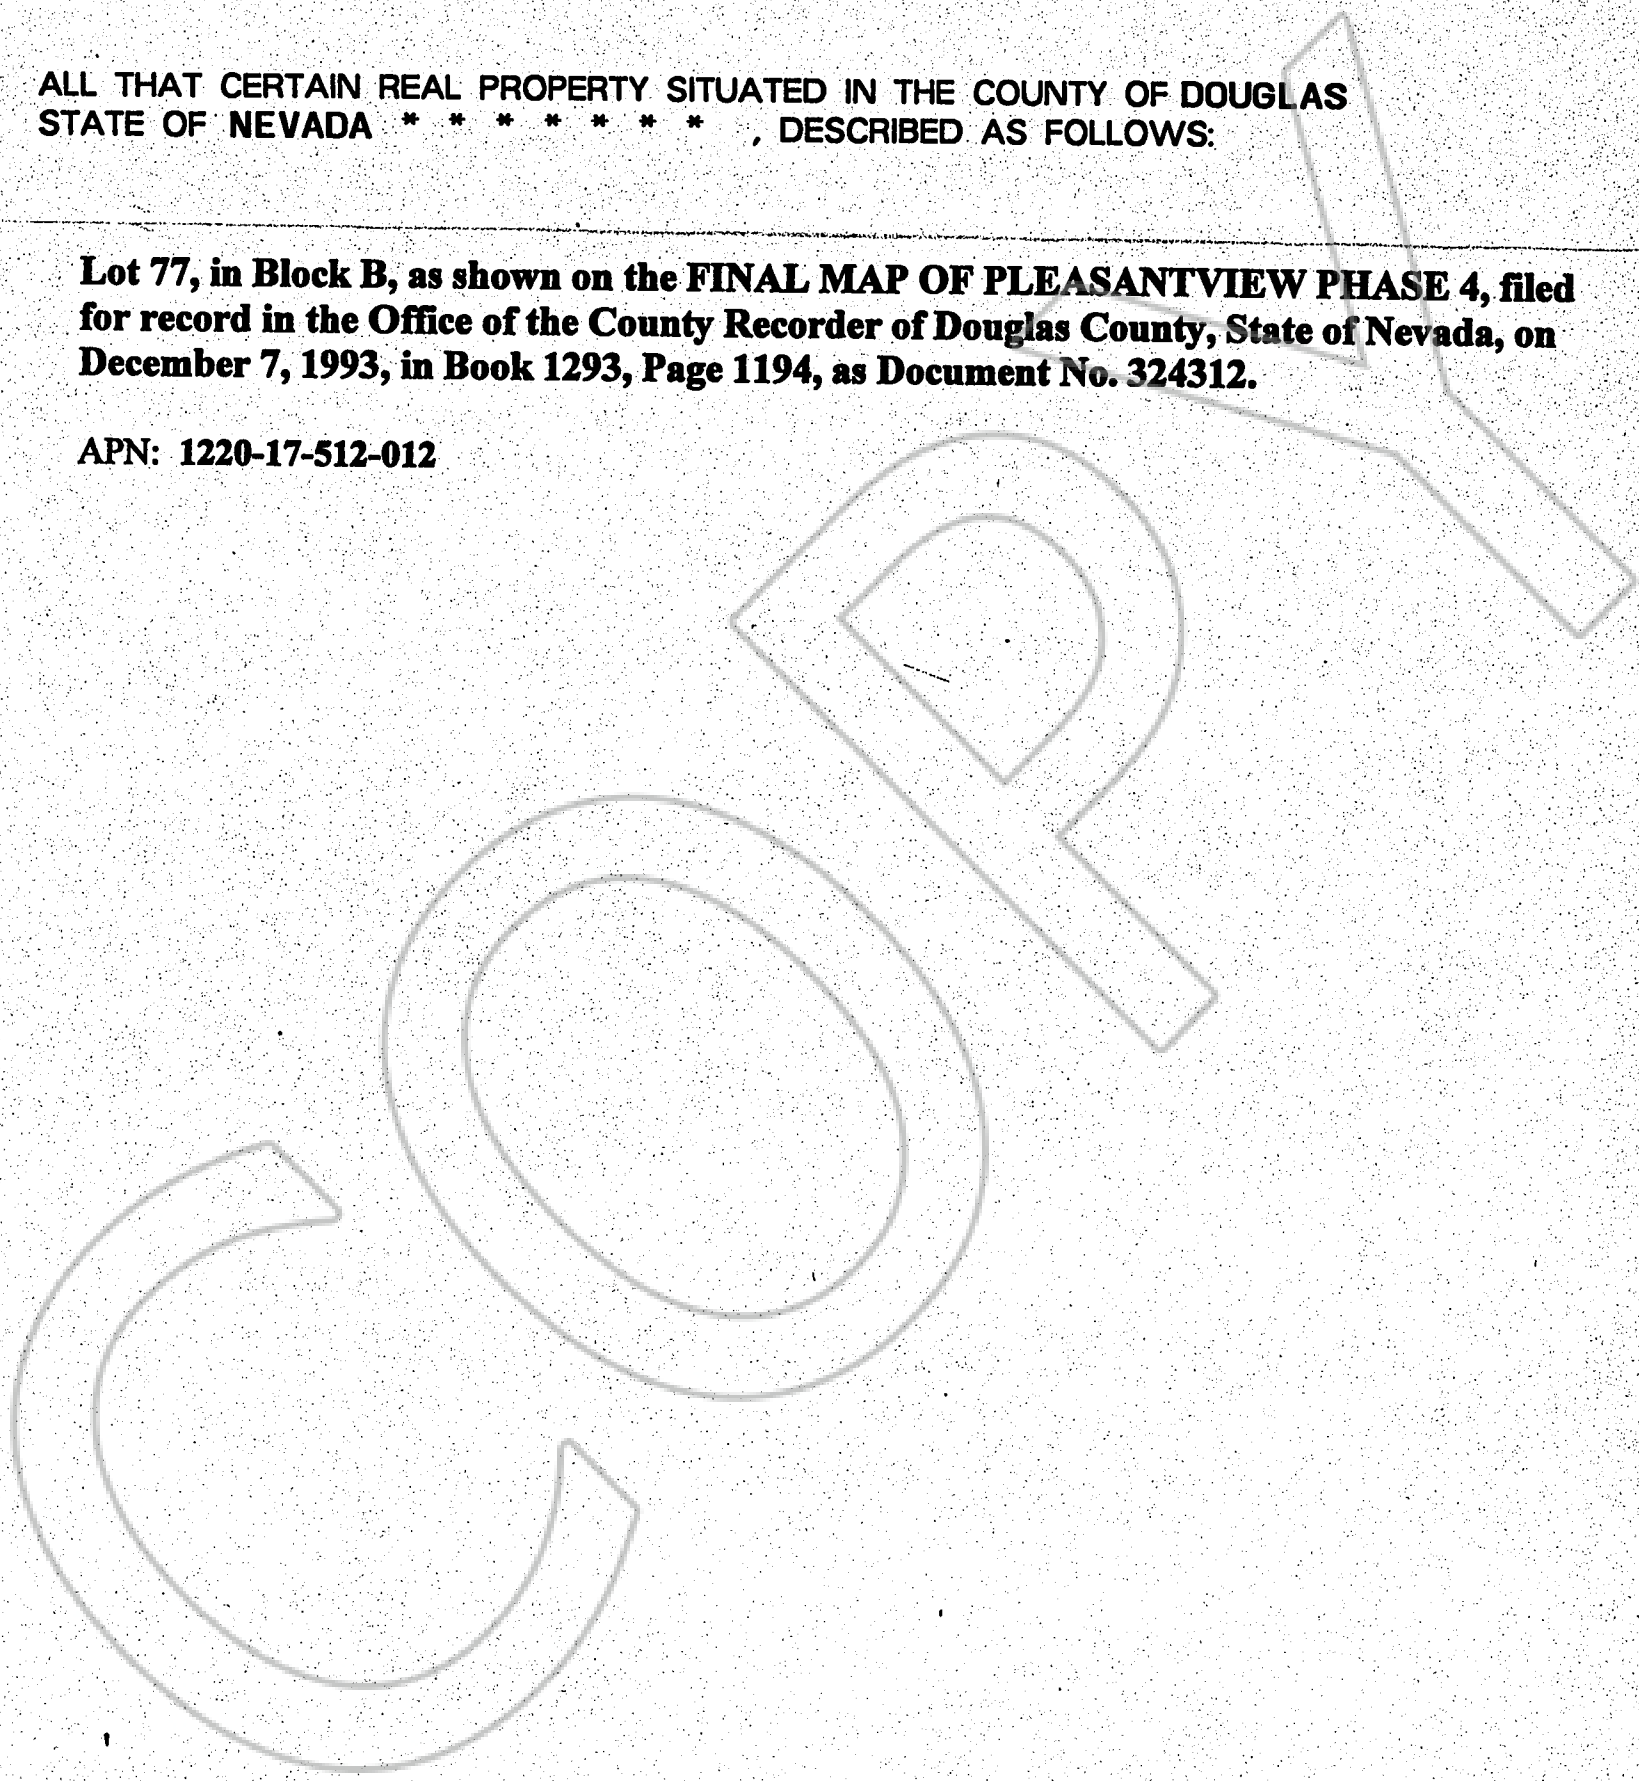 ALL THAT CERTAIN REAL PROPERTY SITUATED IN THE COUNTY OF DOUGLAS
STATE OF NEVADA * * * * * * * , DESCRIBED AS FOLLOWS:
Lot 77, in Block B, as shown on the FINAL MAP OF PLEASANTVIEW PHASE 4, filed
for record in the Office of the County Recorder of Douglas County, State of Nevada, on
December 7, 1993, in Book 1293, Page 1194, as Document No. 324312.
APN: 1220-17-512-012
COPY